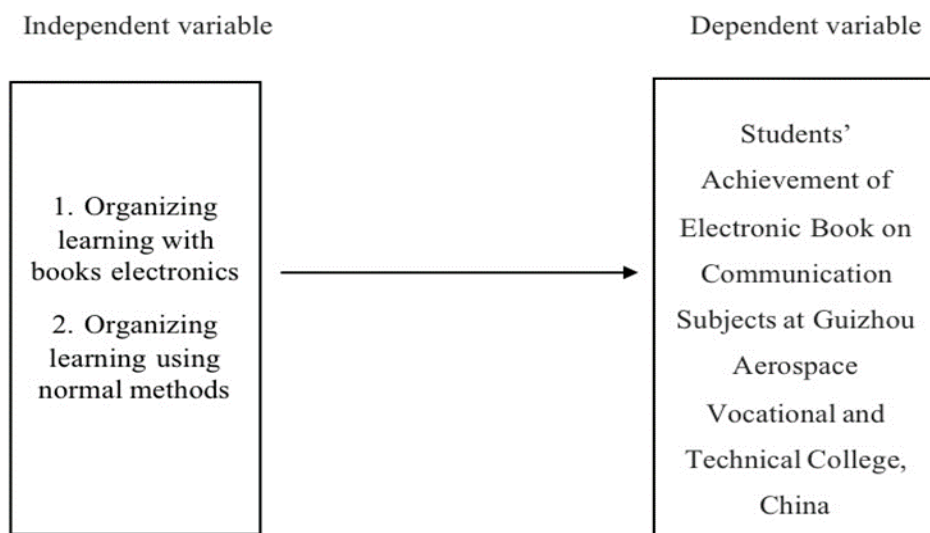 Independent variable
Dependent variable
1. Organizing
learning with
books electronics
2. Organizing
learning using
normal methods
Students’
Achievement of
Electronic Book on
Communication
Subjects at Guizhou
Aerospace
Vocational and
Technical College,
China